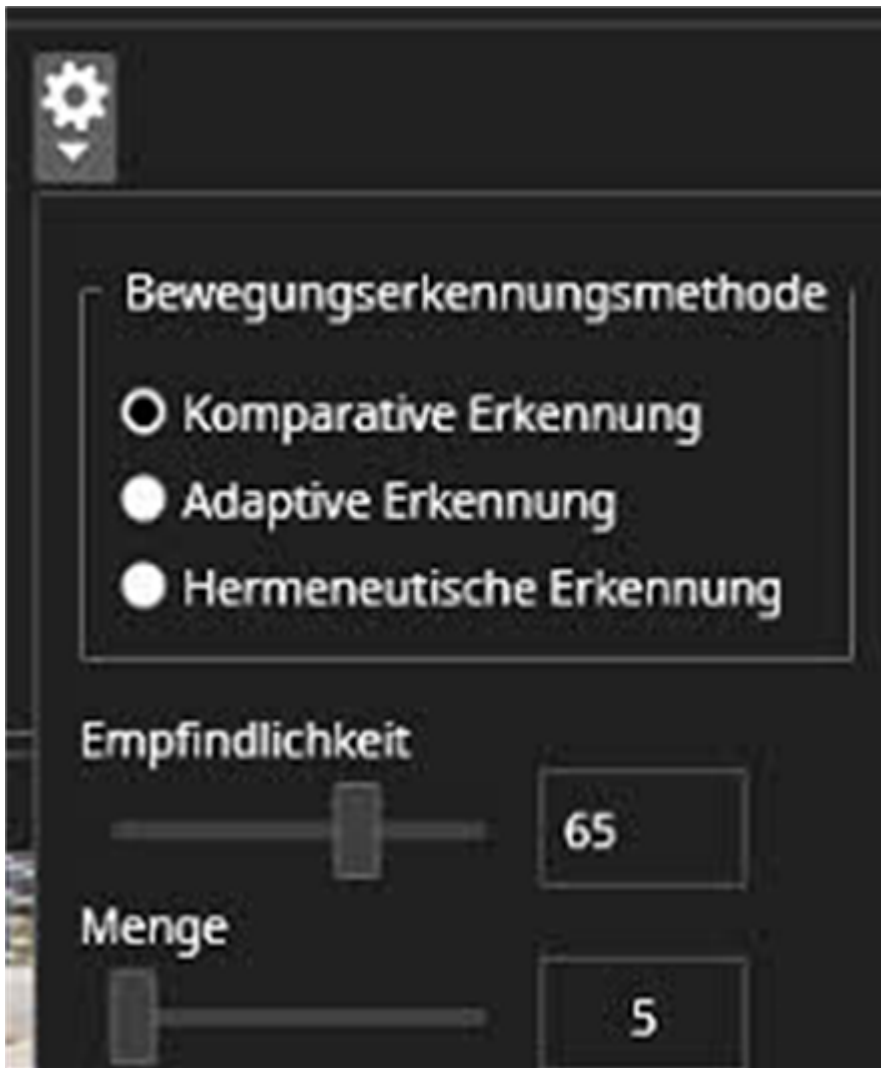 Bewegungserkennungsmethode
Komparative Erkennung
Adaptive Erkennung
Hermeneutische Erkennung
Empfindlichkeit
65
Menge
5